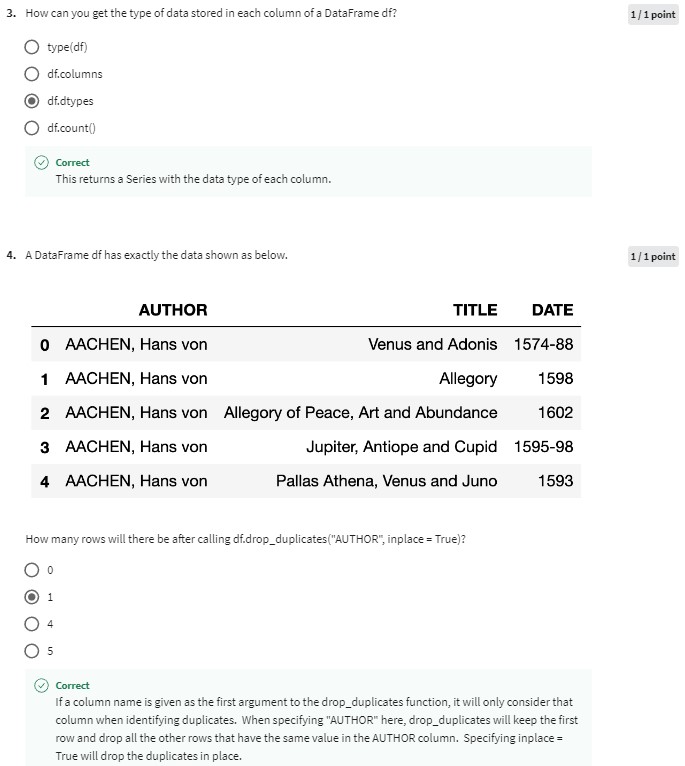 3. How can you get the type of data stored in each column of a DataFrame df?
1 / 1 point
type(df)
df.columns
df.dtypes
df.count()
Correct
This returns a Series with the data type of each column.
4. A DataFrame df has exactly the data shown as below.
1 / 1 point
AUTHOR TITLE DATE
0 AACHEN, Hans von Venus and Adonis 1574-88
1 AACHEN, Hans von Allegory 1598
2 AACHEN, Hans von Allegory of Peace, Art and Abundance 1602
3 AACHEN, Hans von Jupiter, Antiope and Cupid 1595-98
4 AACHEN, Hans von Pallas Athena, Venus and Juno 1593
How many rows will there be after calling df.drop_duplicates("AUTHOR", inplace = True)?
0
1
4
5
Correct
If a column name is given as the first argument to the drop_duplicates function, it will only consider that
column when identifying duplicates. When specifying "AUTHOR" here, drop_duplicates will keep the first
row and drop all the other rows that have the same value in the AUTHOR column. Specifying inplace =
True will drop the duplicates in place.